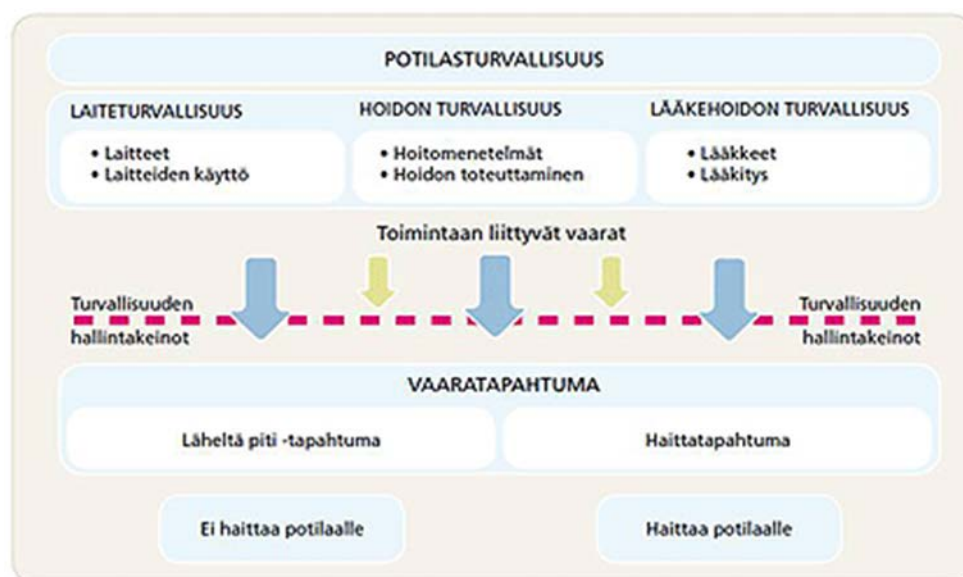 POTILASTURVALLISUUS
LAITETURVALLISUUS
• Laitteet
• Laitteiden käyttö
HOIDON TURVALLISUUS
• Hoitomenetelmät
• Hoidon toteuttaminen
LÄÄKEHOIDON TURVALLISUUS
• Lääkkeet
• Lääkitys
Toimintaan liittyvät vaarat
Turvallisuuden
hallintakeinot
Turvallisuuden
hallintakeinot
VAARATAPAHTUMA
Läheltä piti -tapahtuma
Haittatapahtuma
Ei haittaa potilaalle
Haittaa potilaalle